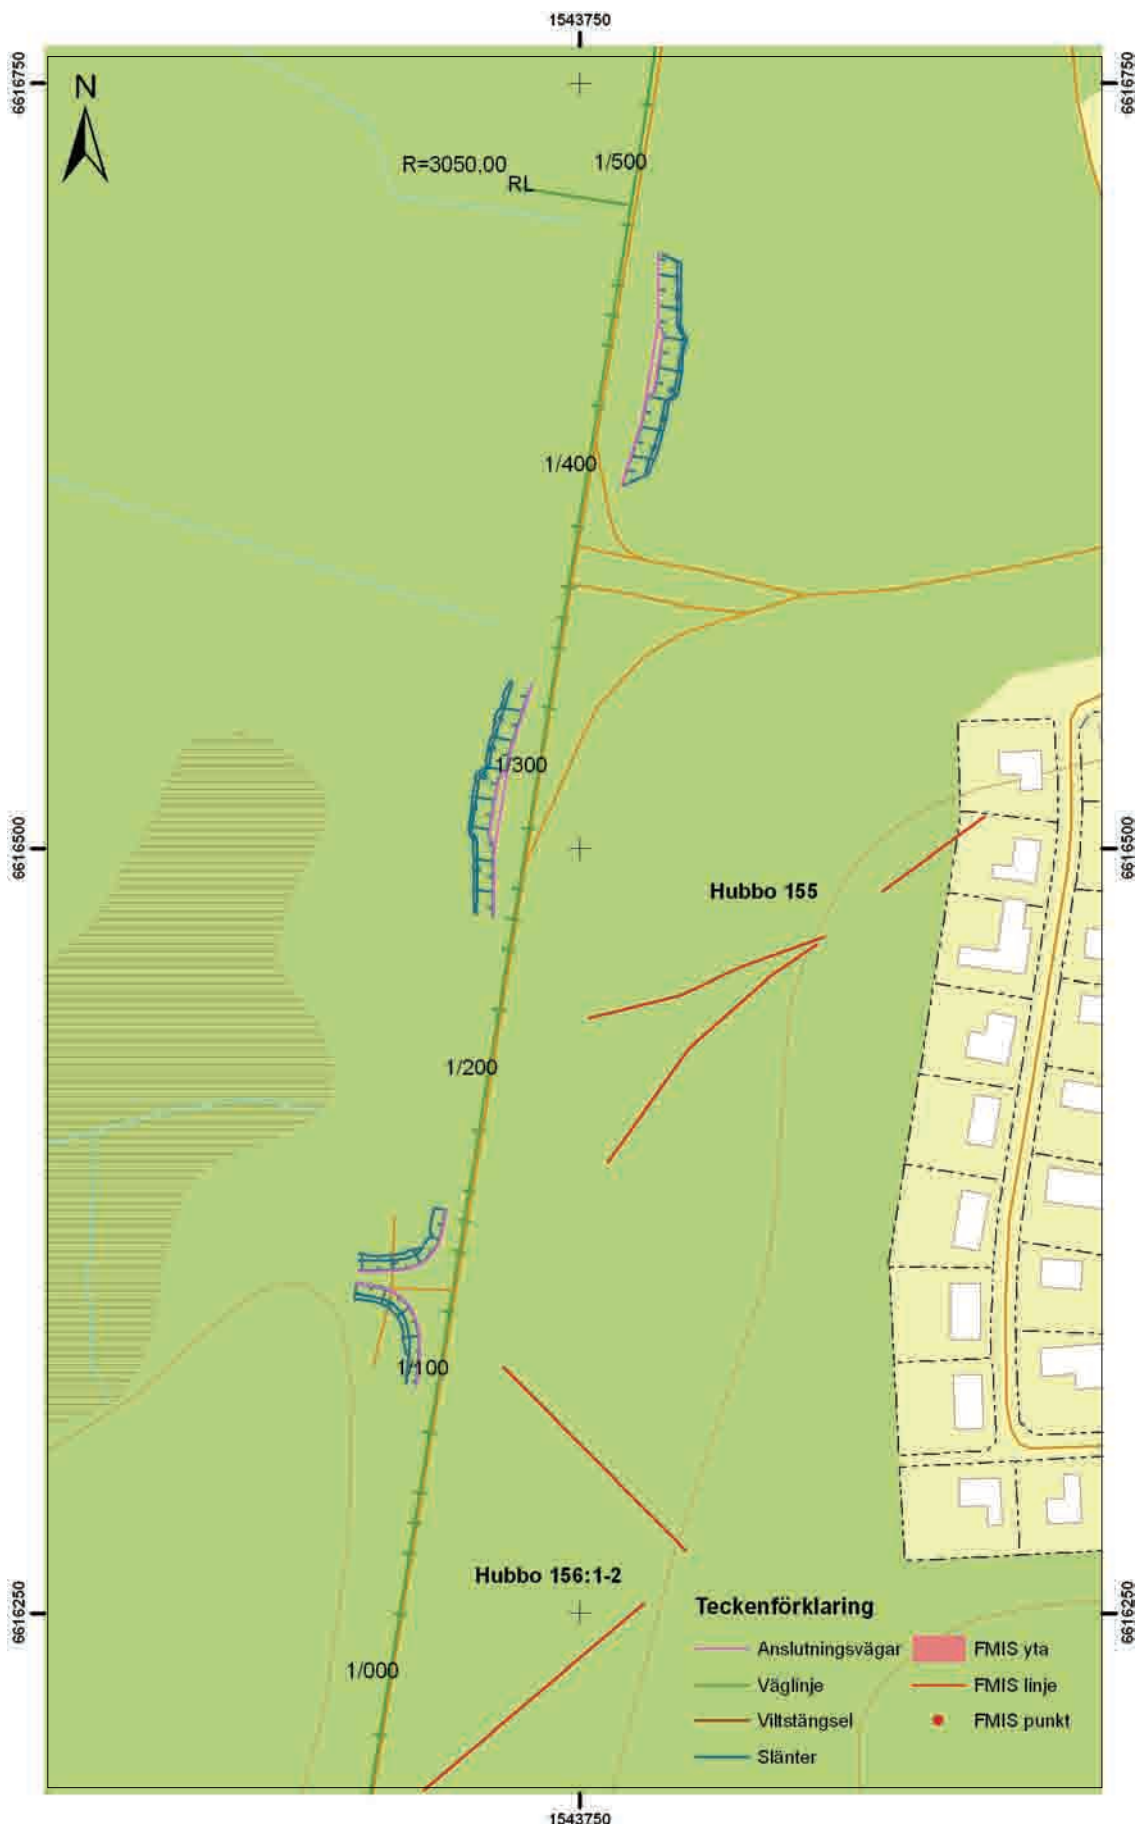 1543750
6616750
6616750
N
R=3050,00
1/500
RL
1/400
1/300
6616500
6616500
Hubbo 155
1/200
1/100
Hubbo 156:1-2
6616250
6616250
Teckenförklaring
Anslutningsvägar
FMIS yta
1/000
Väglinje
FMIS linje
Viltstängsel
FMIS punkt
Slänter
1543750